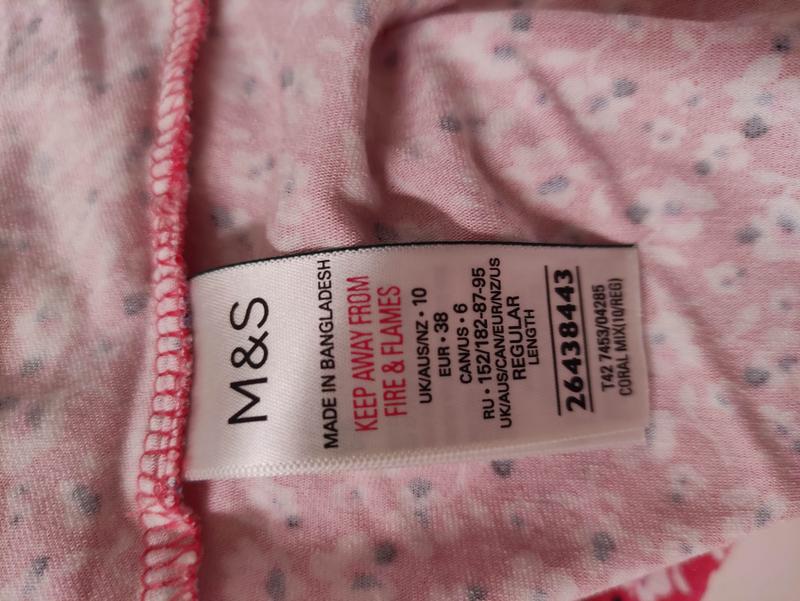 M&S
MADE IN BANGLADESH
KEEP AWAY FROM
FIRE & FLAMES
UK/AUS/NZ • 10
EUR • 38
CAN/US • 6
RU • 152/182-87-95
UK/AUS/CAN/EUR/NZ/US
REGULAR
LENGTH
26438443
T42 7453/04285
CORAL MIX(10/REG)